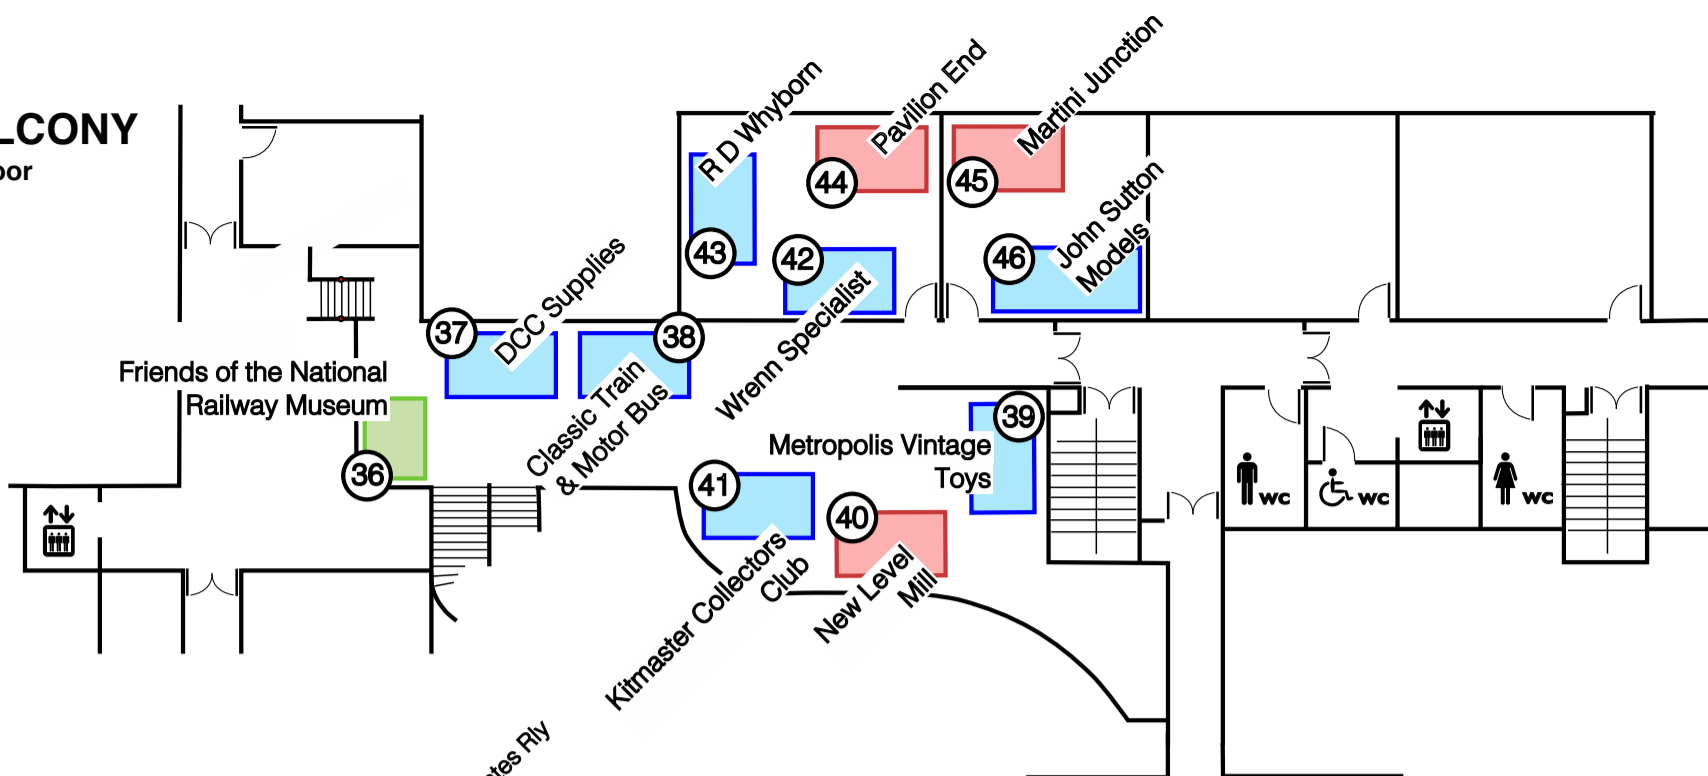 LCONY
oor
R D Whyborn
43
Pavilion End
44
Martini Junction
45
42
Wrenn Specialist
46
John Sutton
Models
37
DCC Supplies
38
Classic Train
& Motor Bus
Friends of the National
Railway Museum
36
39
Metropolis Vintage
Toys
41
Kitmaster Collectors
Club
40
New Level
Mill
wc
wc
wc
tes Rly